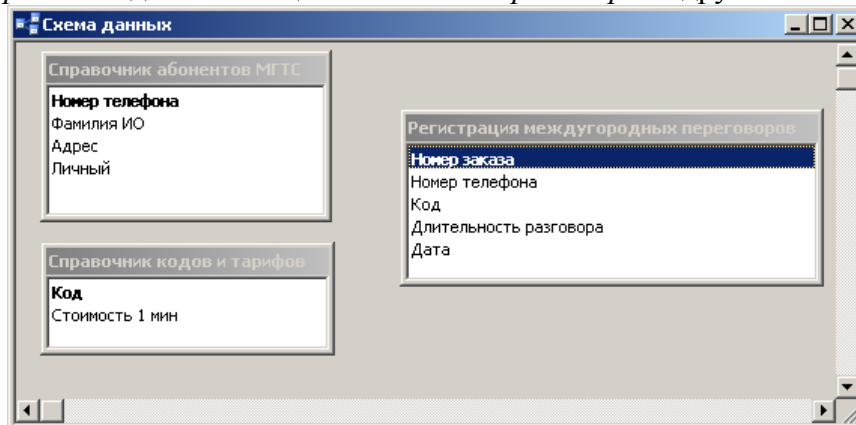 Схема данных
Справочник абонентов МГТС
Номер телефона
Фамилия ИО
Адрес
Личный
Регистрация междугородных переговоров
Номер заказа
Номер телефона
Код
Длительность разговора
Дата
Справочник кодов и тарифов
Код
Стоимость 1 мин